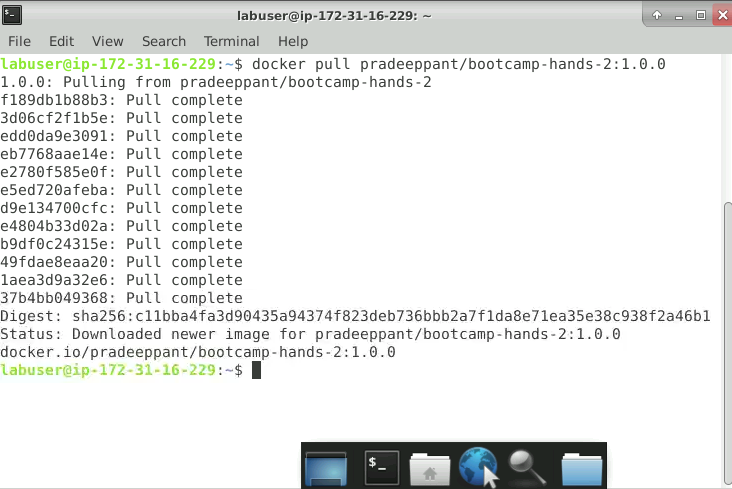 labuser@ip-172-31-16-229: ~
File Edit View Search Terminal Help
labuser@ip-172-31-16-229:~$ docker pull pradeeppant/bootcamp-hands-2:1.0.0
1.0.0: Pulling from pradeeppant/bootcamp-hands-2
f189db1b88b3: Pull complete
3d06cf2f1b5e: Pull complete
edd0da9e3091: Pull complete
eb7768aae14e: Pull complete
e2780f585e0f: Pull complete
e5ed720afeba: Pull complete
d9e134700cfc: Pull complete
e4804b33d02a: Pull complete
b9df0c24315e: Pull complete
49fdae8eaa20: Pull complete
1aea3d9a32e6: Pull complete
37b4bb049368: Pull complete
Digest: sha256:c11bba4fa3d90435a94374f823deb736bbb2a7f1da8e71ea35e38c938f2a46b1
Status: Downloaded newer image for pradeeppant/bootcamp-hands-2:1.0.0
docker.io/pradeeppant/bootcamp-hands-2:1.0.0
labuser@ip-172-31-16-229:~$